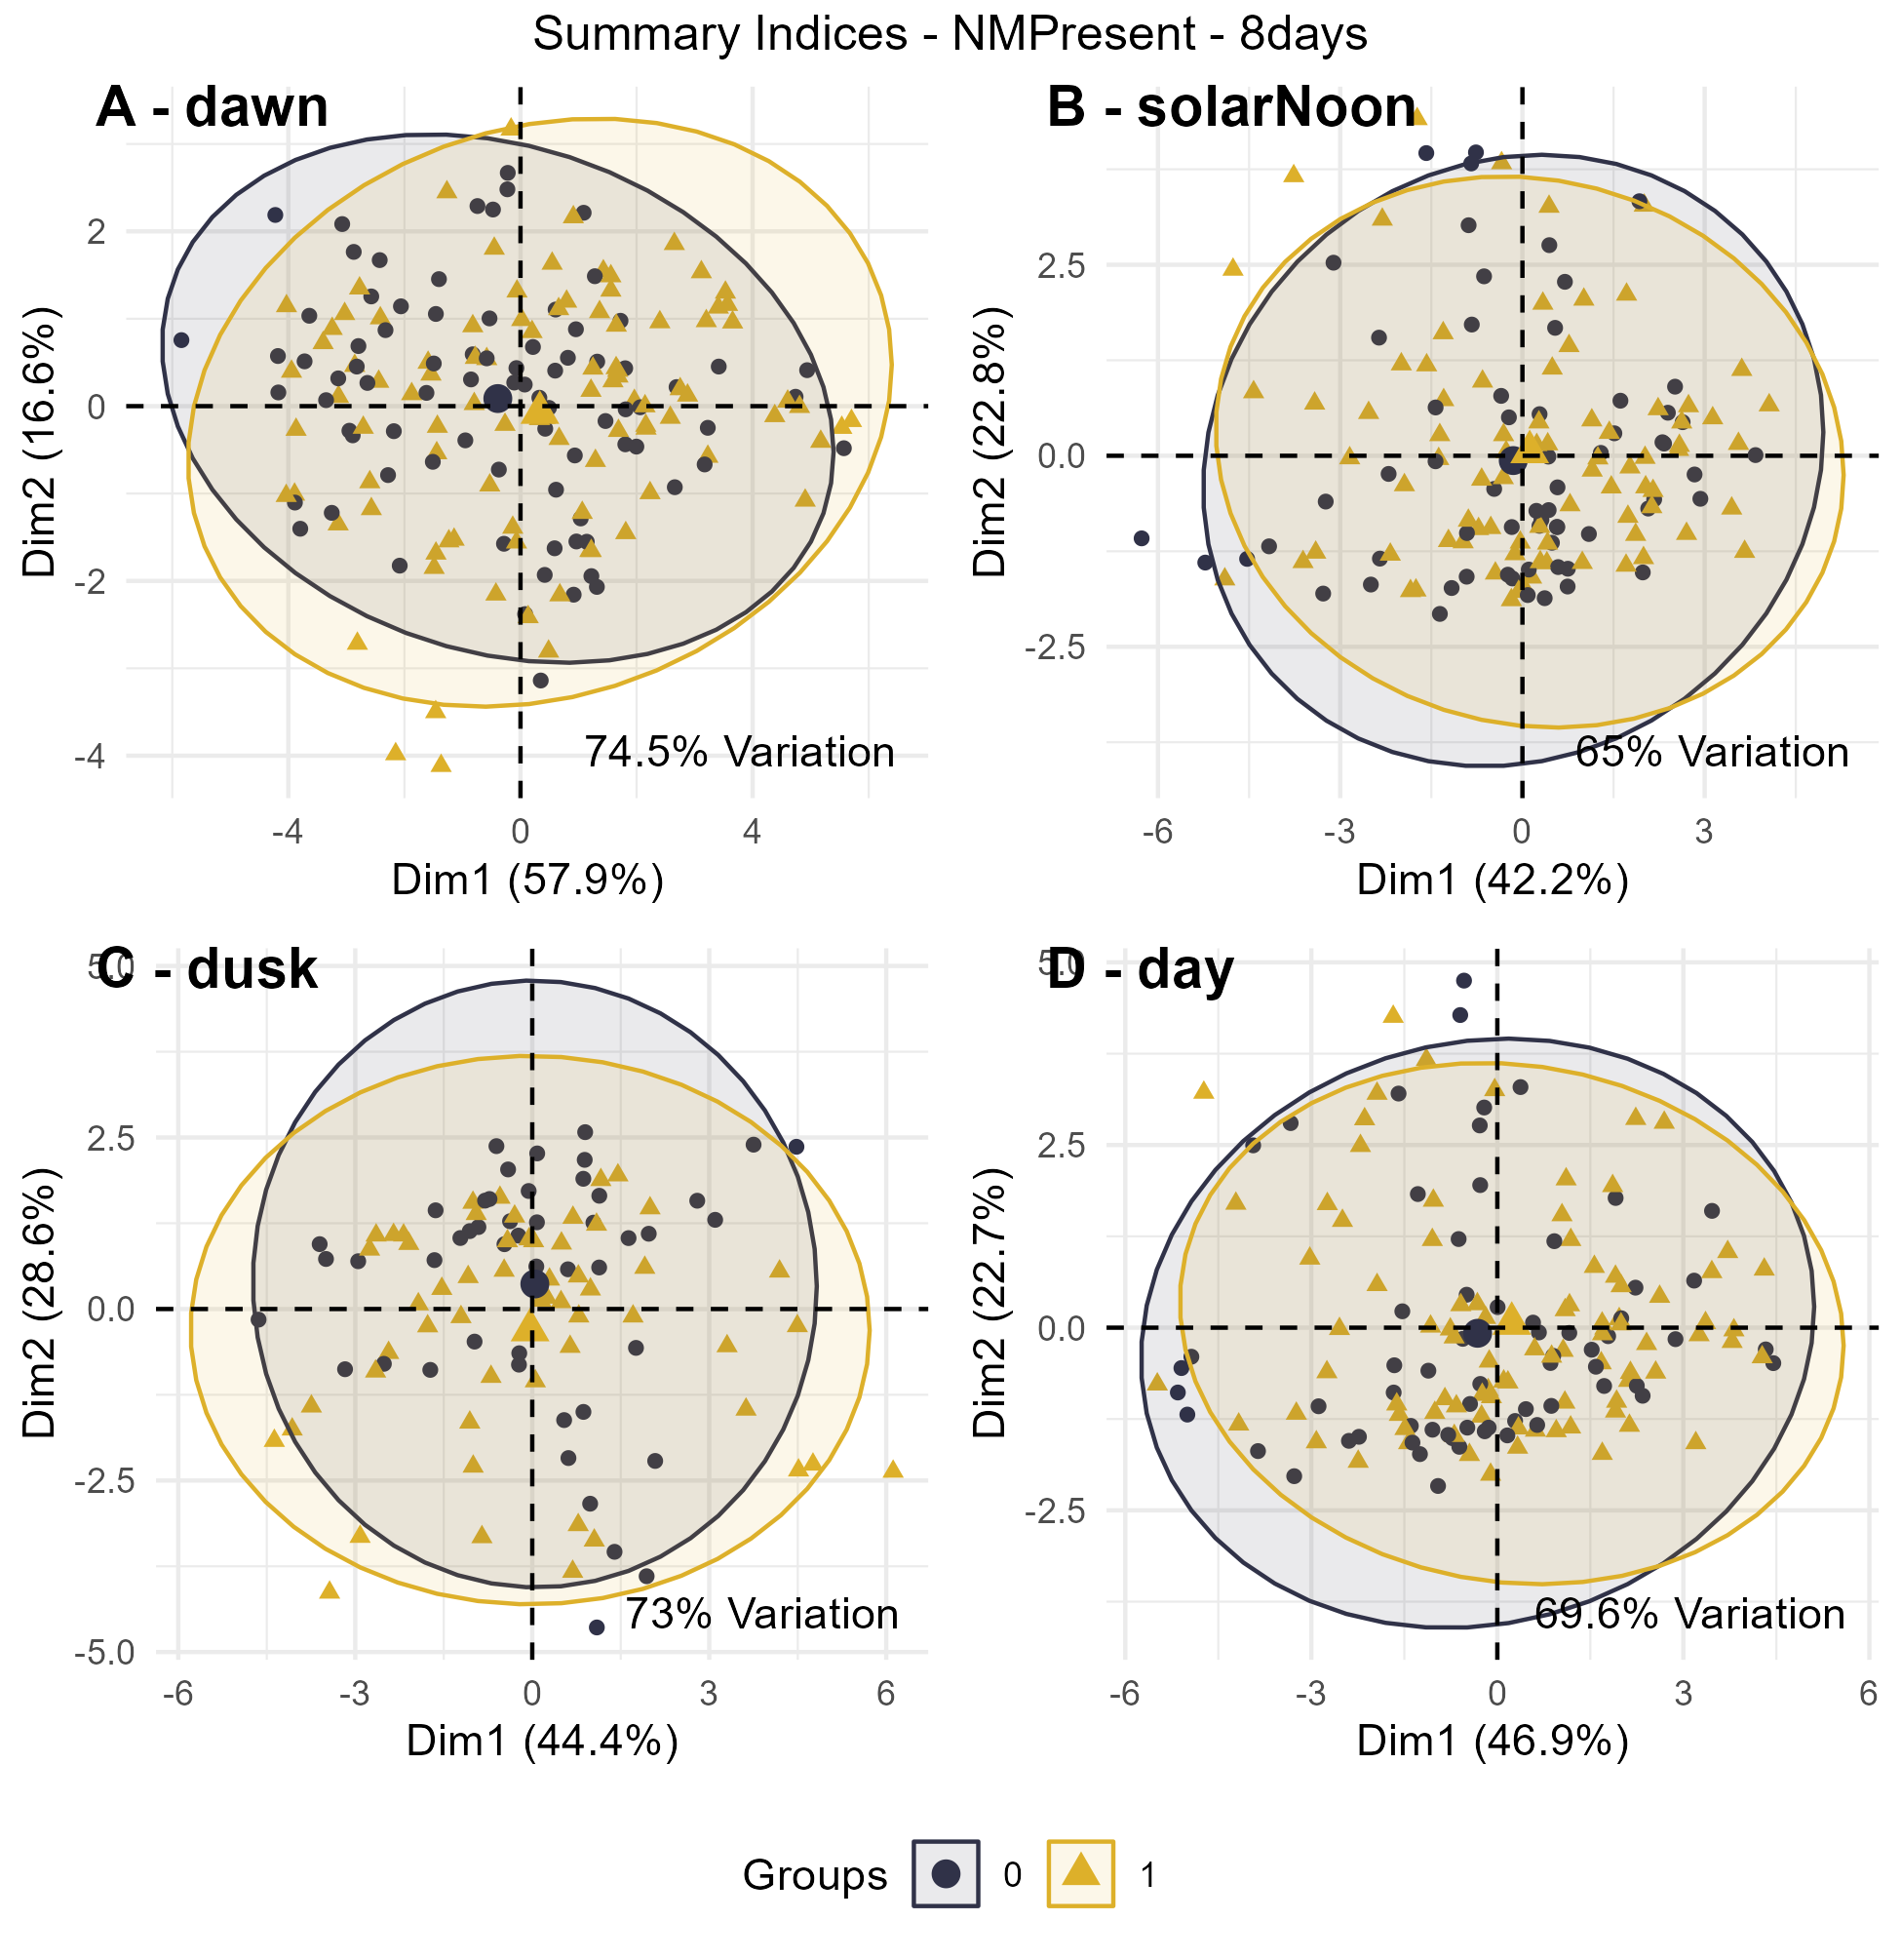 Summary Indices - NMPresent - 8days
A - dawn
Dim2 (16.6%)
2
0
-2
-4
74.5% Variation
-4 0 4
Dim1 (57.9%)
B - solarNoon
Dim2 (22.8%)
2.5
0.0
-2.5
65% Variation
-6 -3 0 3
Dim1 (42.2%)
C - dusk
Dim2 (28.6%)
5.0
2.5
0.0
-2.5
-5.0
73% Variation
-6 -3 0 3 6
Dim1 (44.4%)
D - day
Dim2 (22.7%)
5.0
2.5
0.0
-2.5
69.6% Variation
-6 -3 0 3 6
Dim1 (46.9%)
Groups 0 1